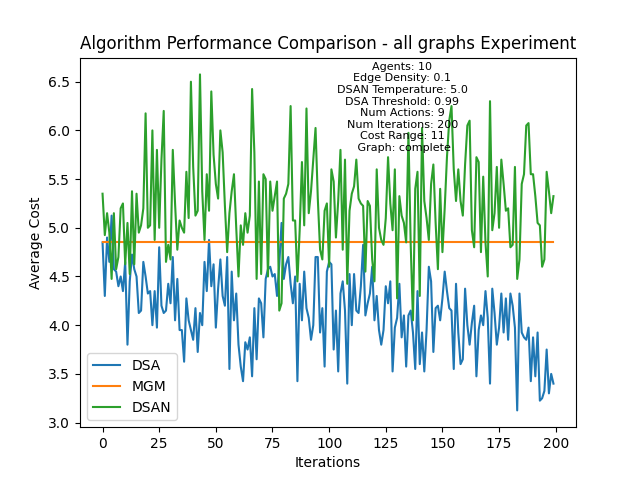 Algorithm Performance Comparison - all graphs Experiment
Agents: 10
Edge Density: 0.1
DSAN Temperature: 5.0
DSA Threshold: 0.99
Num Actions: 9
Num Iterations: 200
Cost Range: 11
Graph: complete
Average Cost
6.5
6.0
5.5
5.0
4.5
4.0
3.5
3.0
DSA
MGM
DSAN
0
25
50
75
100
125
150
175
200
Iterations